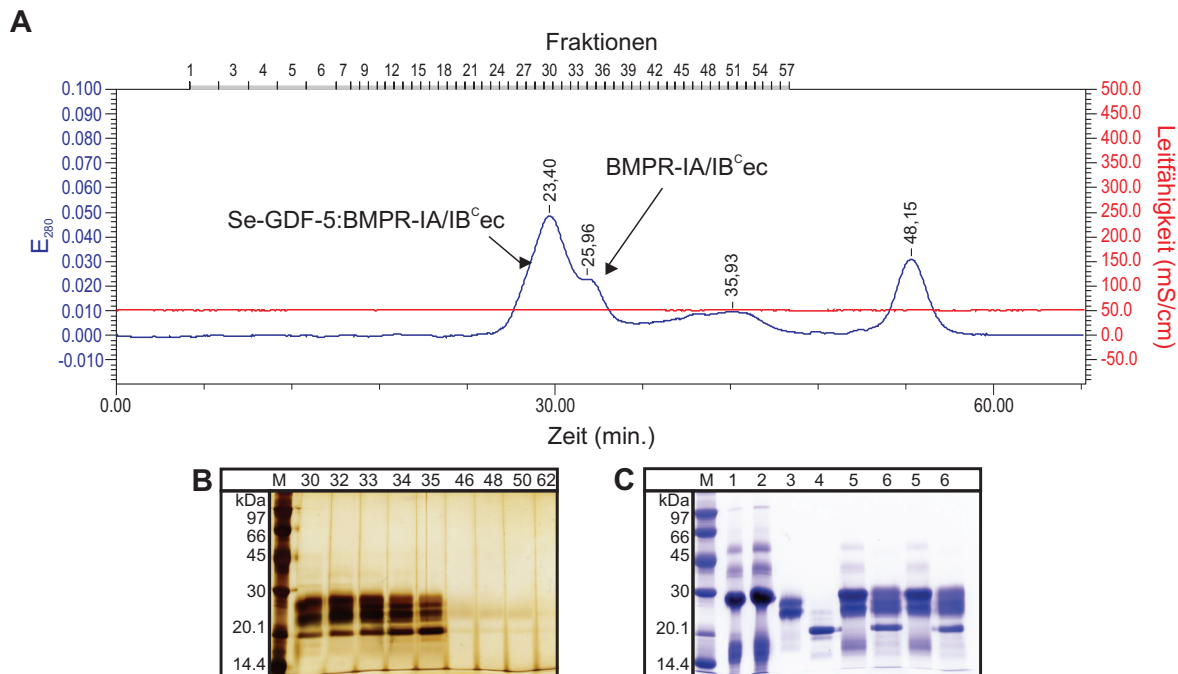 A
Fraktionen
1 3 4 5 6 7 9 12 15 18 21 24 27 30 33 36 39 42 45 48 51 54 57
0.100
0.090
0.080
0.070
0.060
0.050
0.040
0.030
0.020
0.010
0.000
-0.010
E280
500.0
450.0
400.0
350.0
300.0
250.0
200.0
150.0
100.0
50.0
0.0
-50.0
Leitfähigkeit (mS/cm)
Se-GDF-5:BMPR-IA/IBCec
23,40
25,96
BMPR-IA/IBCec
35,93
48,15
0.00 30.00 60.00
Zeit (min.)
B
M 30 32 33 34 35 46 48 50 62
kDa
97
66
45
30
20.1
14.4
C
M 1 2 3 4 5 6 5 6
kDa
97
66
45
30
20.1
14.4